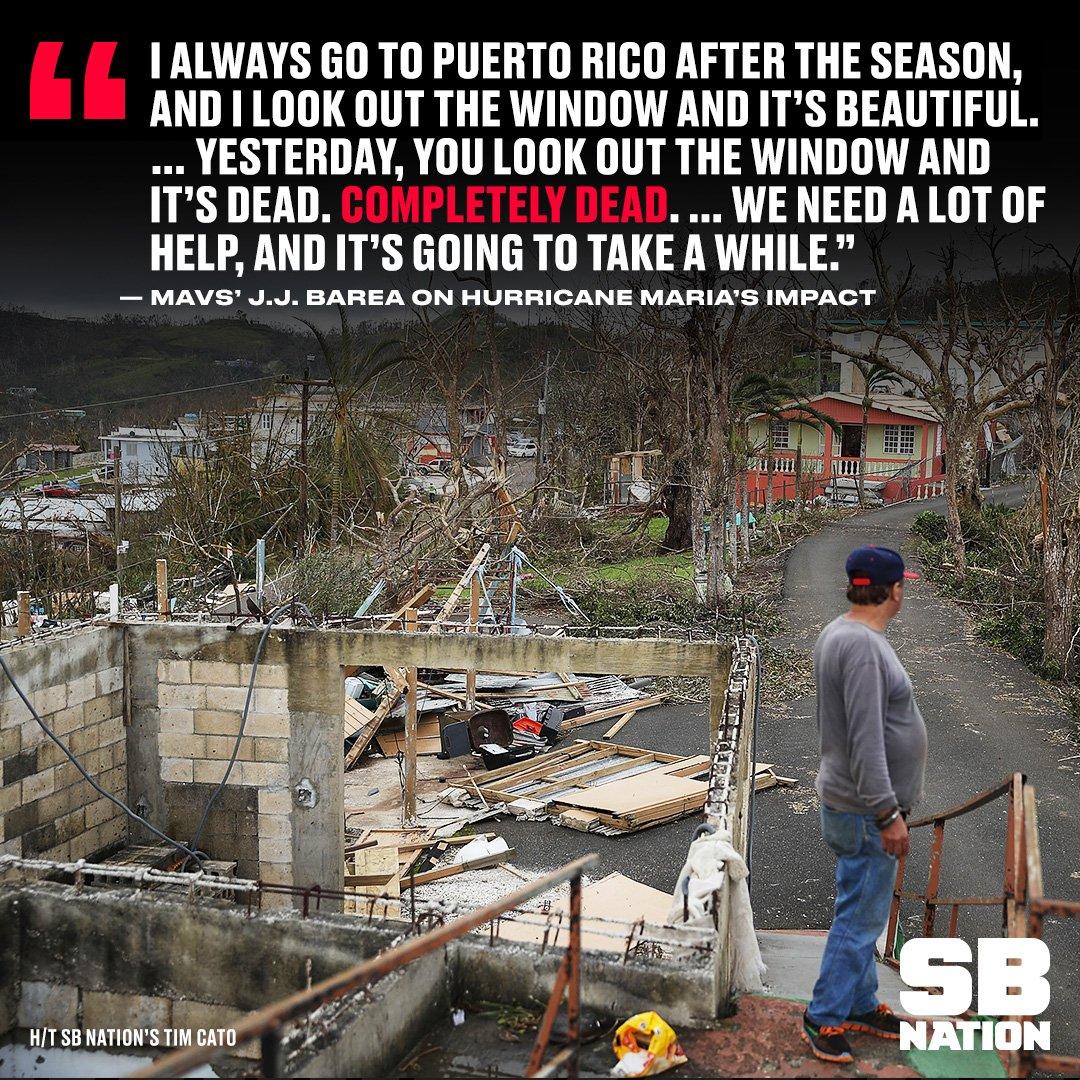 “
I ALWAYS GO TO PUERTO RICO AFTER THE SEASON,
AND I LOOK OUT THE WINDOW AND IT’S BEAUTIFUL.
... YESTERDAY, YOU LOOK OUT THE WINDOW AND
IT’S DEAD. COMPLETELY DEAD. ... WE NEED A LOT OF
HELP, AND IT’S GOING TO TAKE A WHILE.”
— MAVS’ J.J. BAREA ON HURRICANE MARIA’S IMPACT
H/T SB NATION’S TIM CATO
SB
NATION